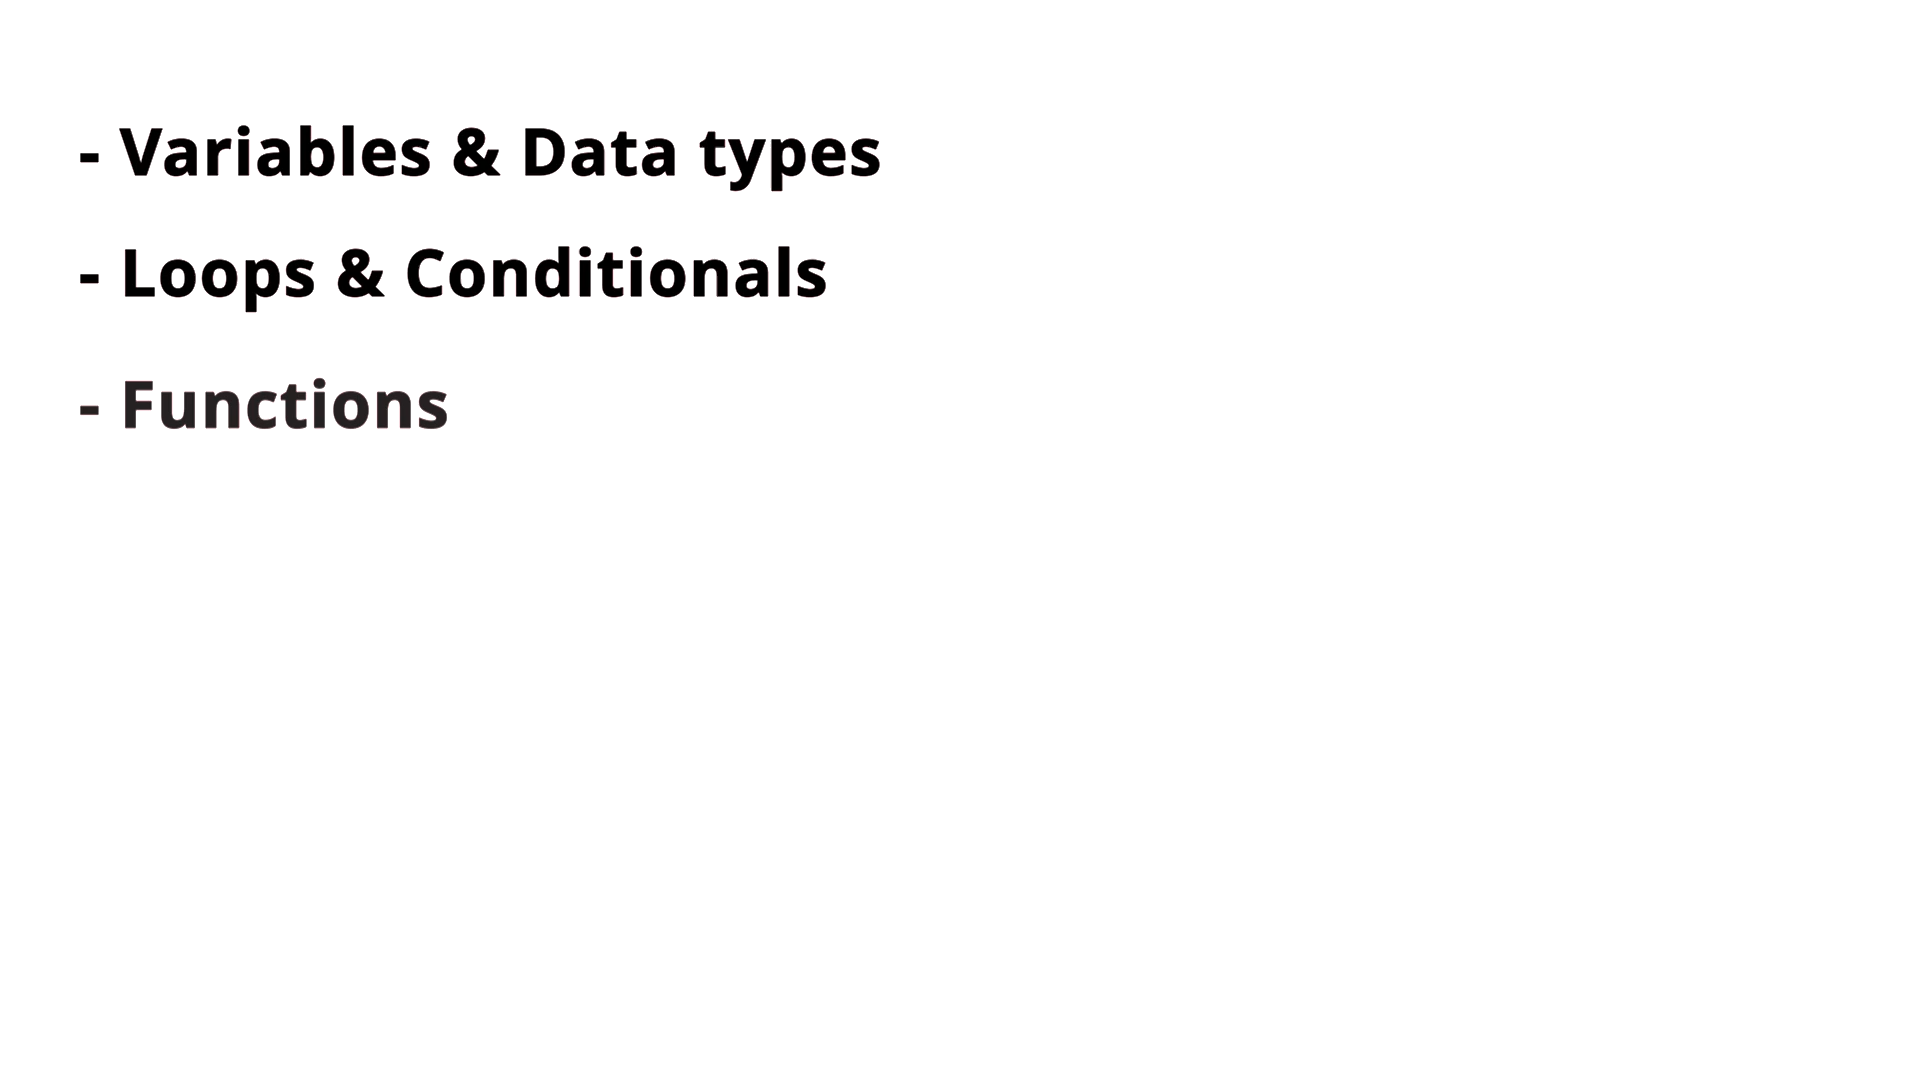 - Variables & Data types
- Loops & Conditionals
- Functions